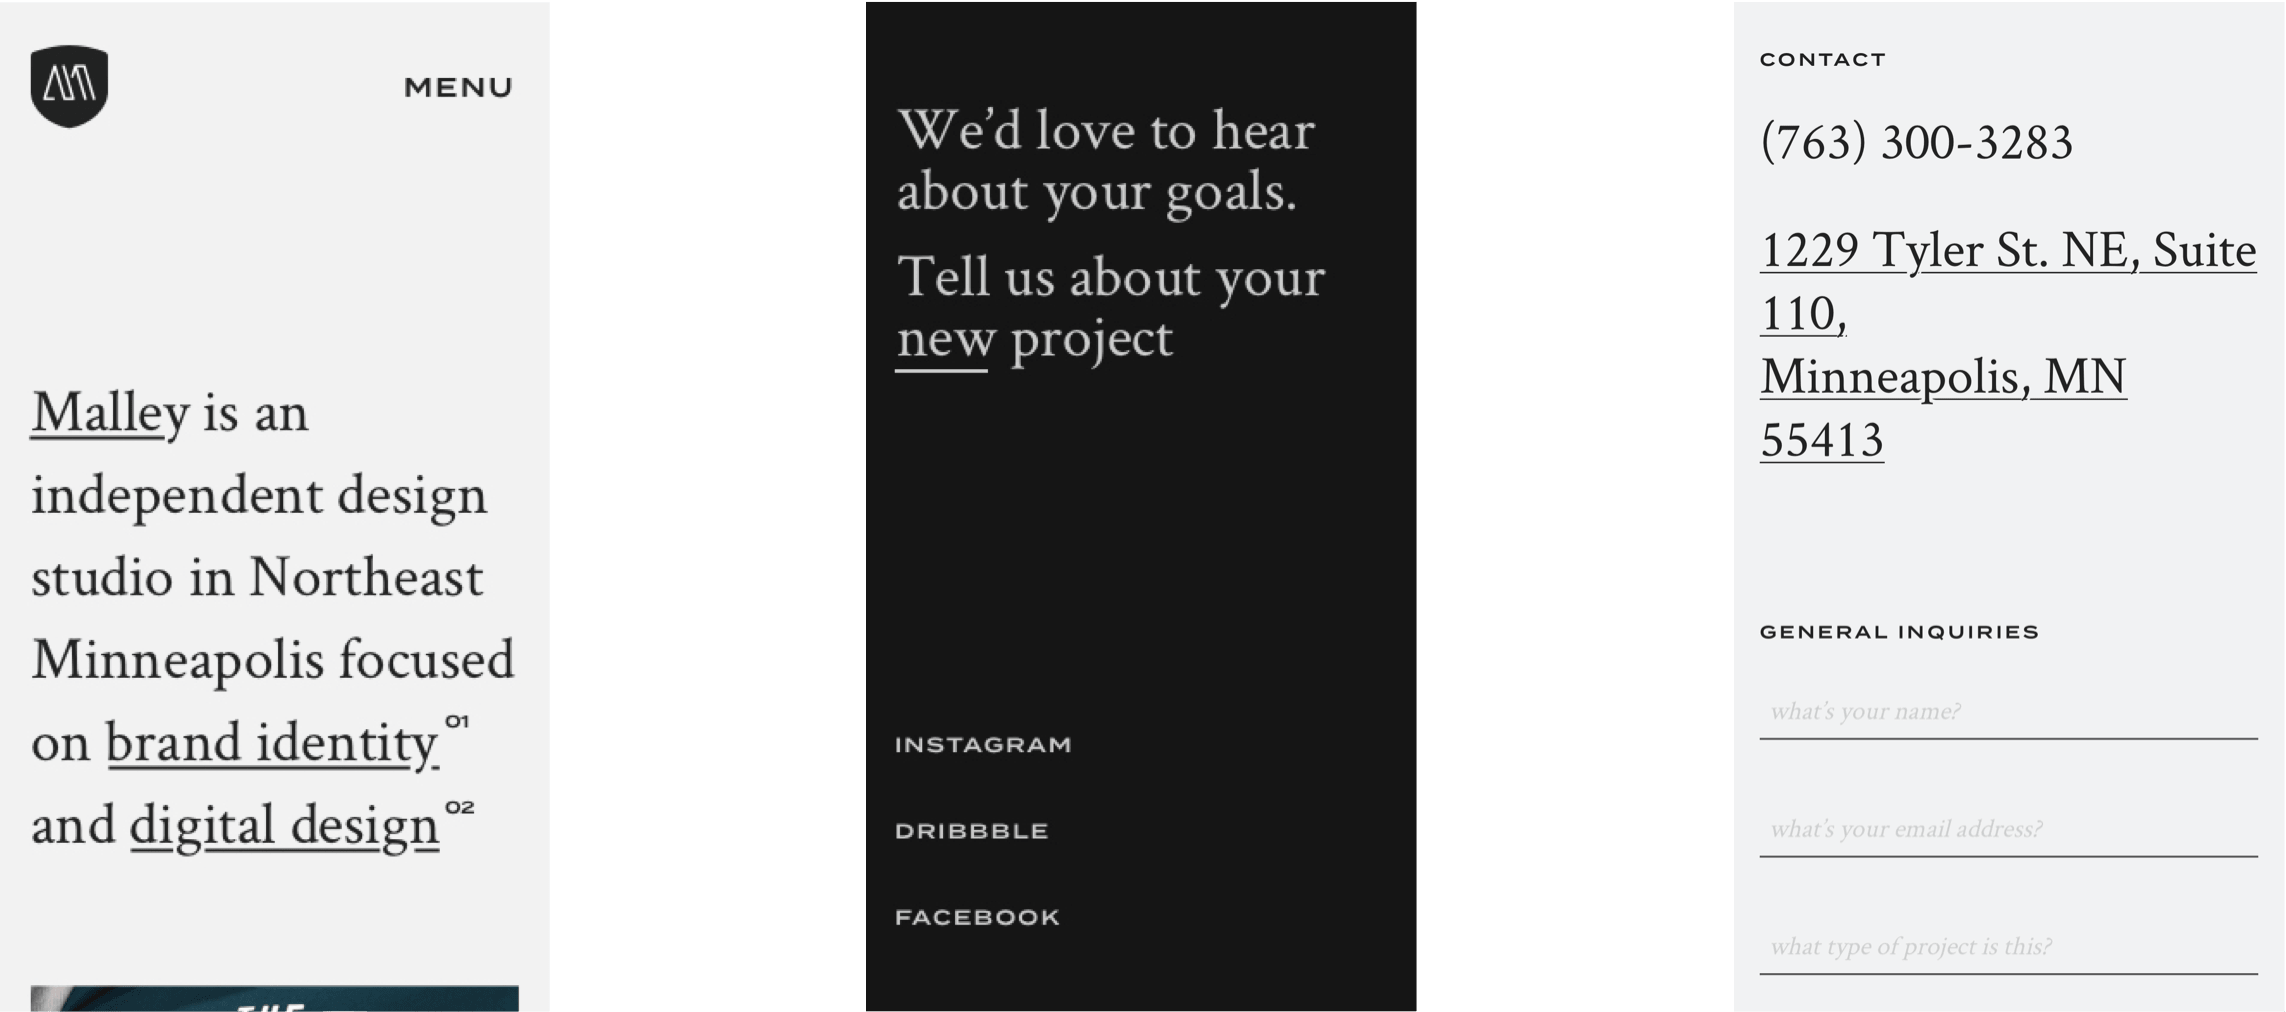 MENU
Malley is an
independent design
studio in Northeast
Minneapolis focused
on brand identity 01
and digital design 02
THE
We’d love to hear
about your goals.
Tell us about your
new project
INSTAGRAM
DRIBBBLE
FACEBOOK
CONTACT
(763) 300-3283
1229 Tyler St. NE, Suite
110,
Minneapolis, MN
55413
GENERAL INQUIRIES
what's your name?
what's your email address?
what type of project is this?